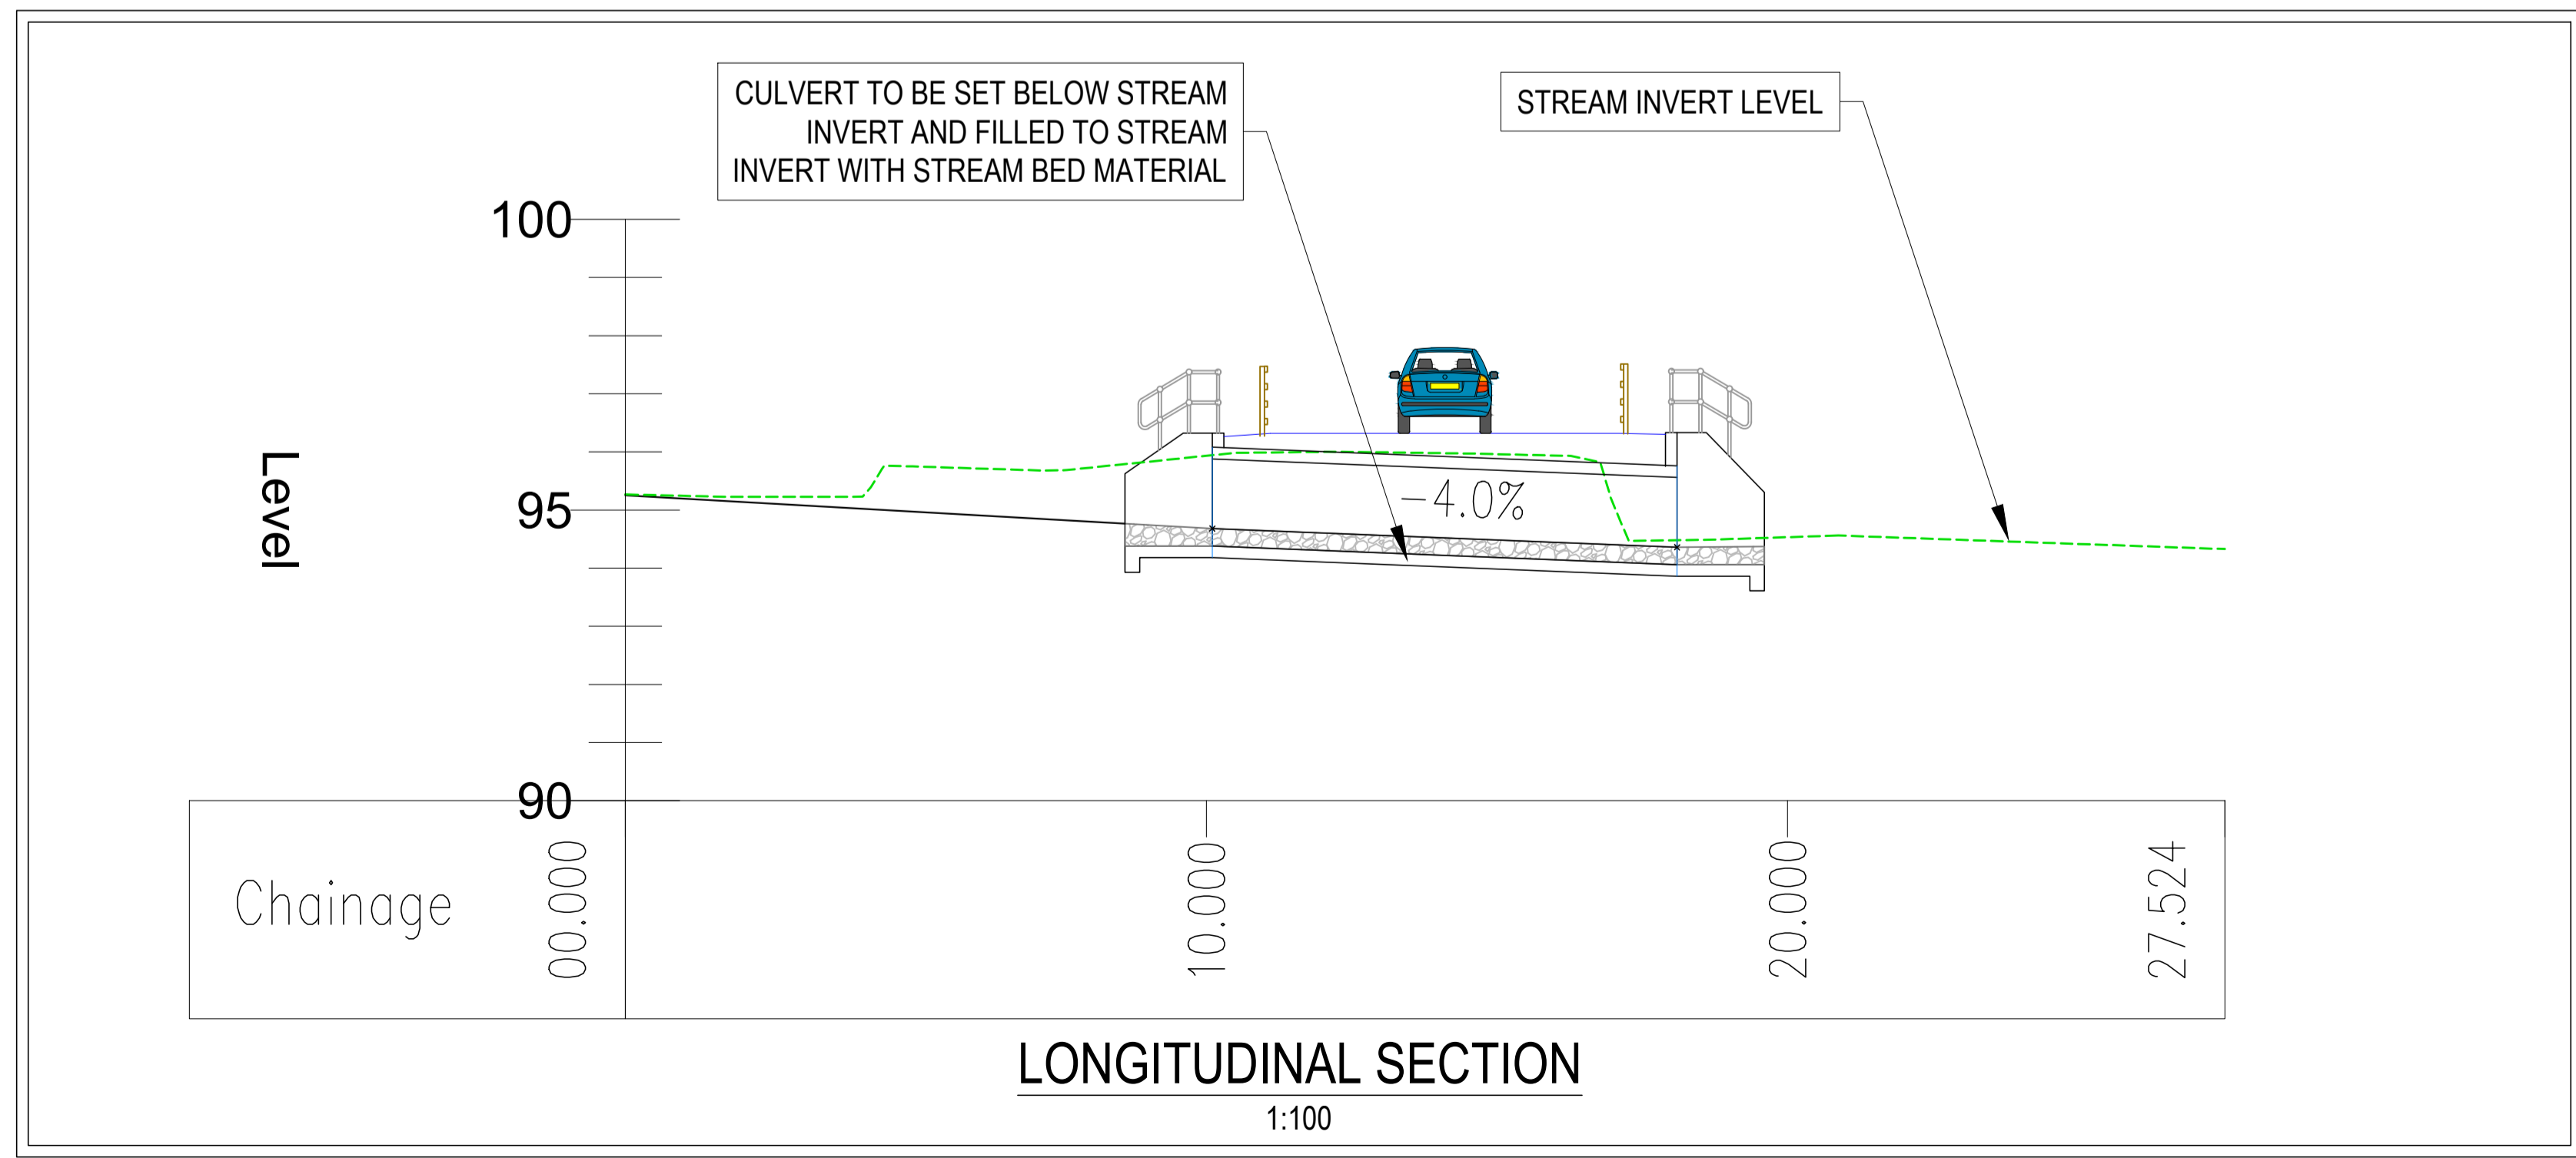 CULVERT TO BE SET BELOW STREAM
INVERT AND FILLED TO STREAM
INVERT WITH STREAM BED MATERIAL
STREAM INVERT LEVEL
100
95
90
Level
-4.0%
Chainage
00.000
10.000
20.000
27.524
LONGITUDINAL SECTION
1:100